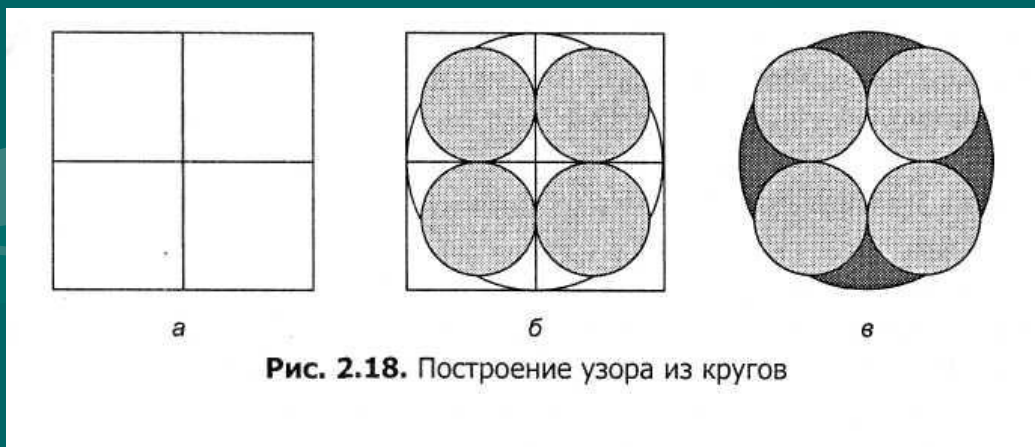 а б в
Рис. 2.18. Построение узора из кругов